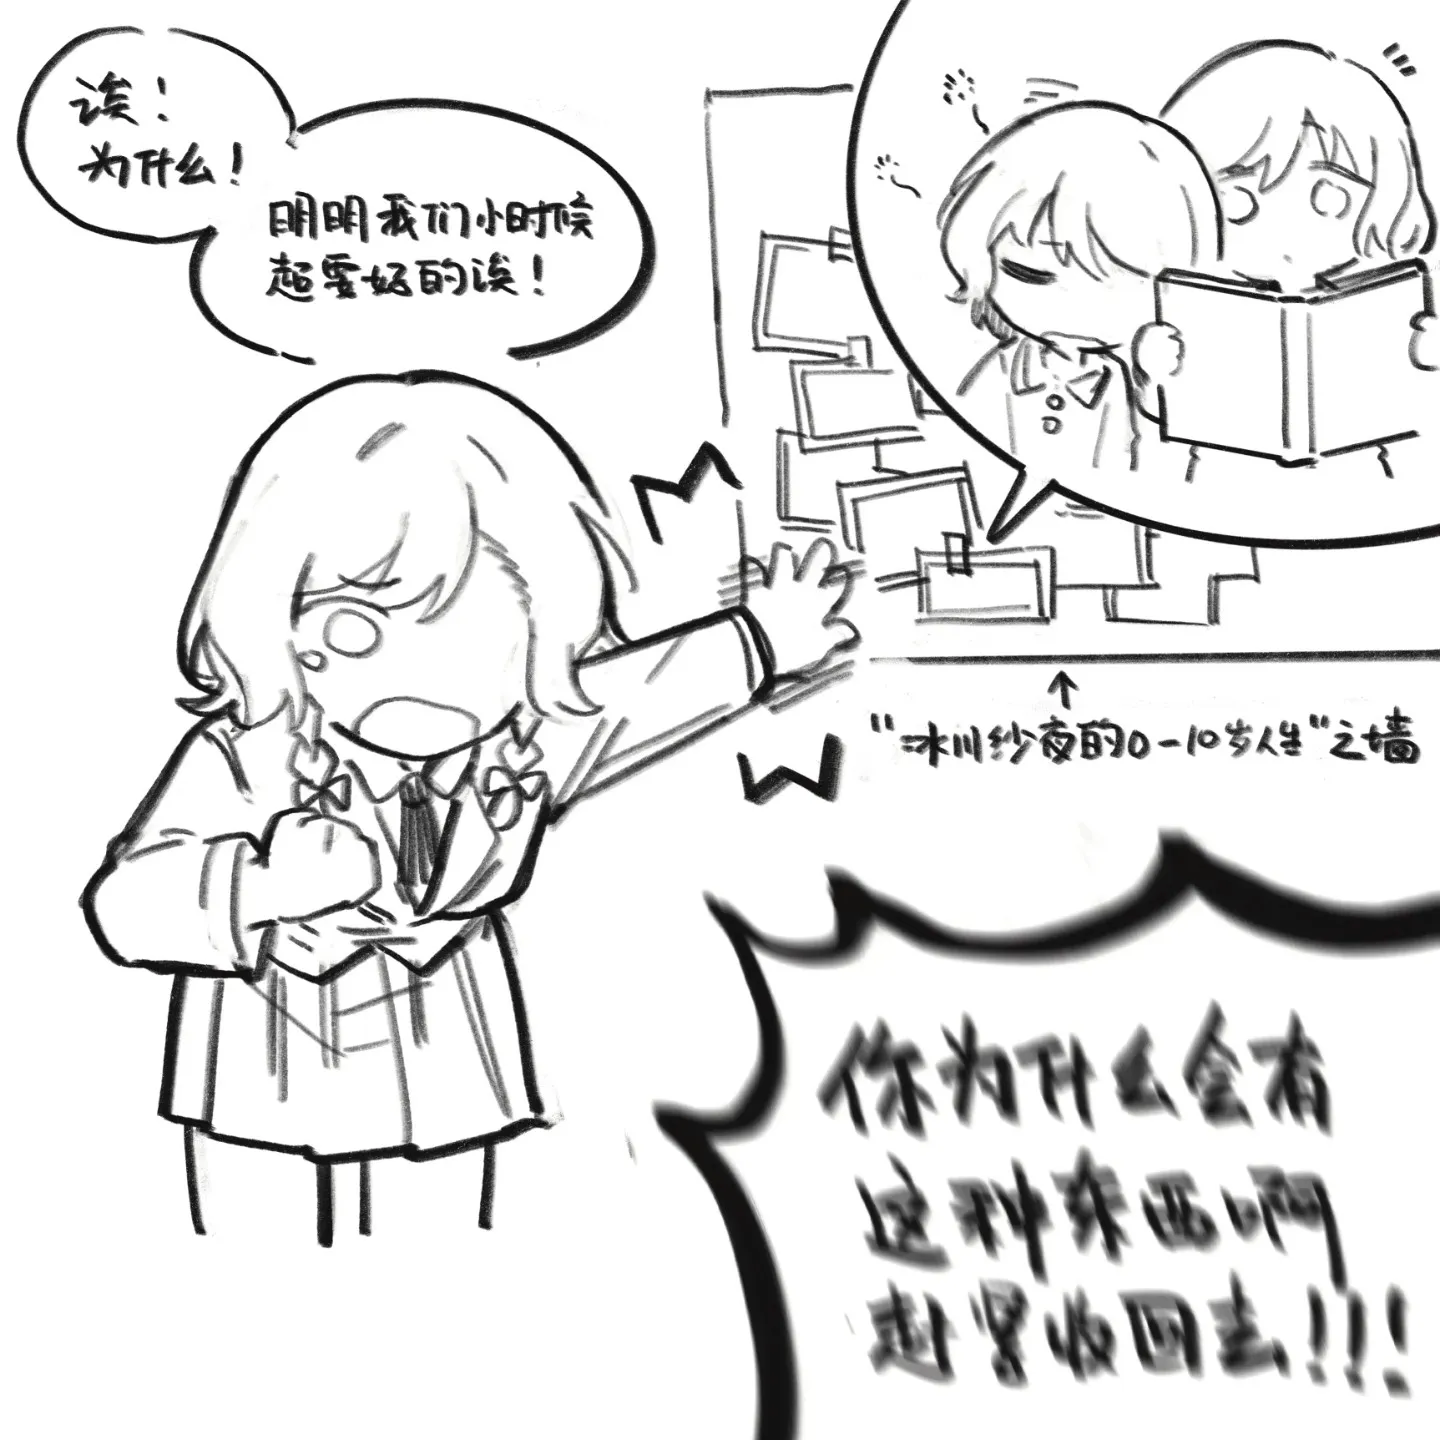 诶！
为什么！
明明我们小时候
超要好的诶！
"冰川纱夜的0-10岁人生"之墙
你为什么会有
这种东西啊
赶紧收回去！！！